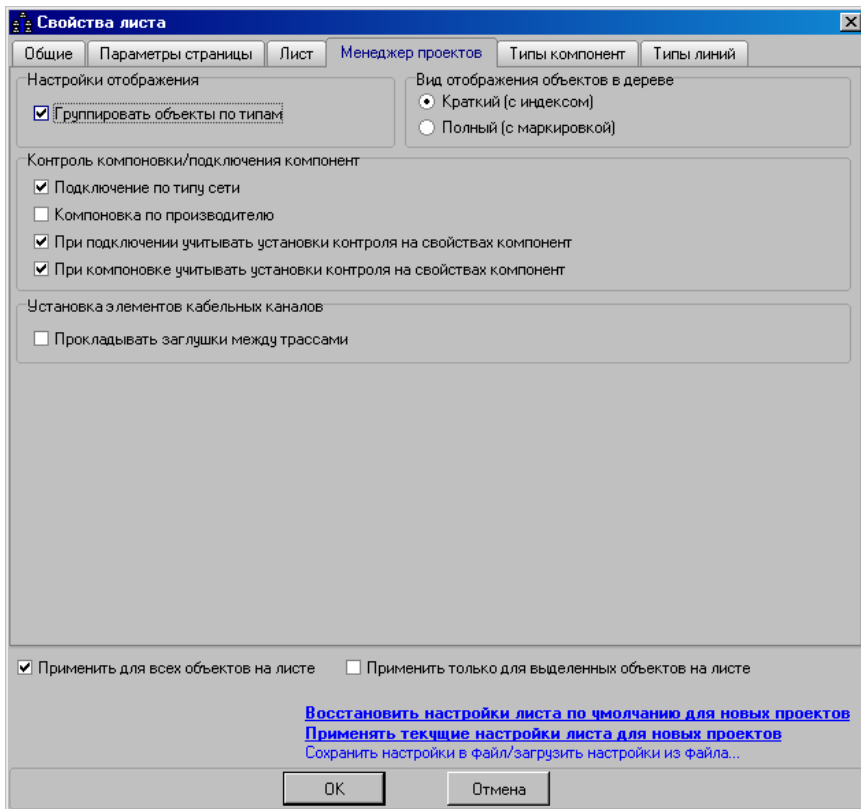 Свойства листа
Общие
Параметры страницы
Лист
Менеджер проектов
Типы компонент
Типы линий
Настройки отображения
Группировать объекты по типам
Вид отображения объектов в дереве
Краткий (с индексом)
Полный (с маркировкой)
Контроль компоновки/подключения компонент
Подключение по типу сети
Компоновка по производителю
При подключении учитывать установки контроля на свойствах компонент
При компоновке учитывать установки контроля на свойствах компонент
Установка элементов кабельных каналов
Прокладывать заглушки между трассами
Применить для всех объектов на листе
Применить только для выделенных объектов на листе
Восстановить настройки листа по умолчанию для новых проектов
Применять текущие настройки листа для новых проектов
Сохранить настройки в файл/загрузить настройки из файла...
OK
Отмена